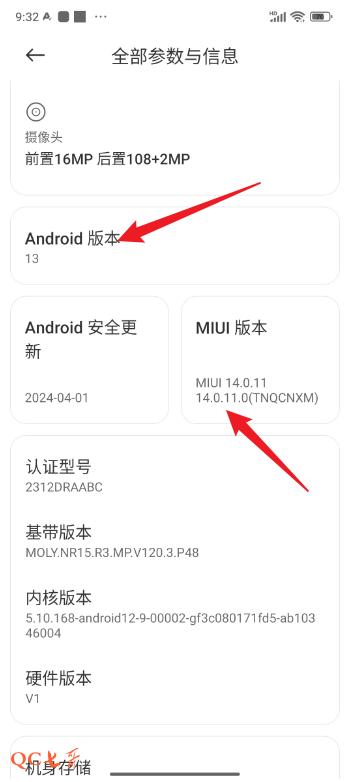 9:32
HD
全部参数与信息
摄像头
前置16MP 后置108+2MP
Android 版本
13
Android 安全更
新
2024-04-01
MIUI 版本
MIUI 14.0.11
14.0.11.0(TNQCNXM)
认证型号
2312DRAABC
基带版本
MOLY.NR15.R3.MP.V120.3.P48
内核版本
5.10.168-android12-9-00002-gf3c080171fd5-ab103
46004
硬件版本
V1
机身存储